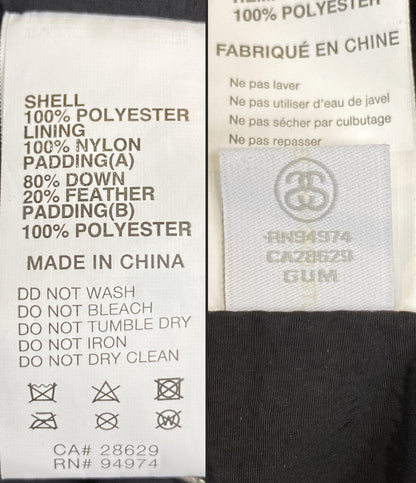 SHELL
100% POLYESTER
LINING
100% NYLON
PADDING(A)
80% DOWN
20% FEATHER
PADDING(B)
100% POLYESTER
MADE IN CHINA
DO NOT WASH
DO NOT BLEACH
DO NOT TUMBLE DRY
DO NOT IRON
DO NOT DRY CLEAN
CA# 28629
RN# 94974
100% POLYESTER
FABRIQUÉ EN CHINE
Ne pas laver
Ne pas utiliser d'eau de javel
Ne pas sécher par culbutage
Ne pas repasser
RN94974
CA28629
GUM